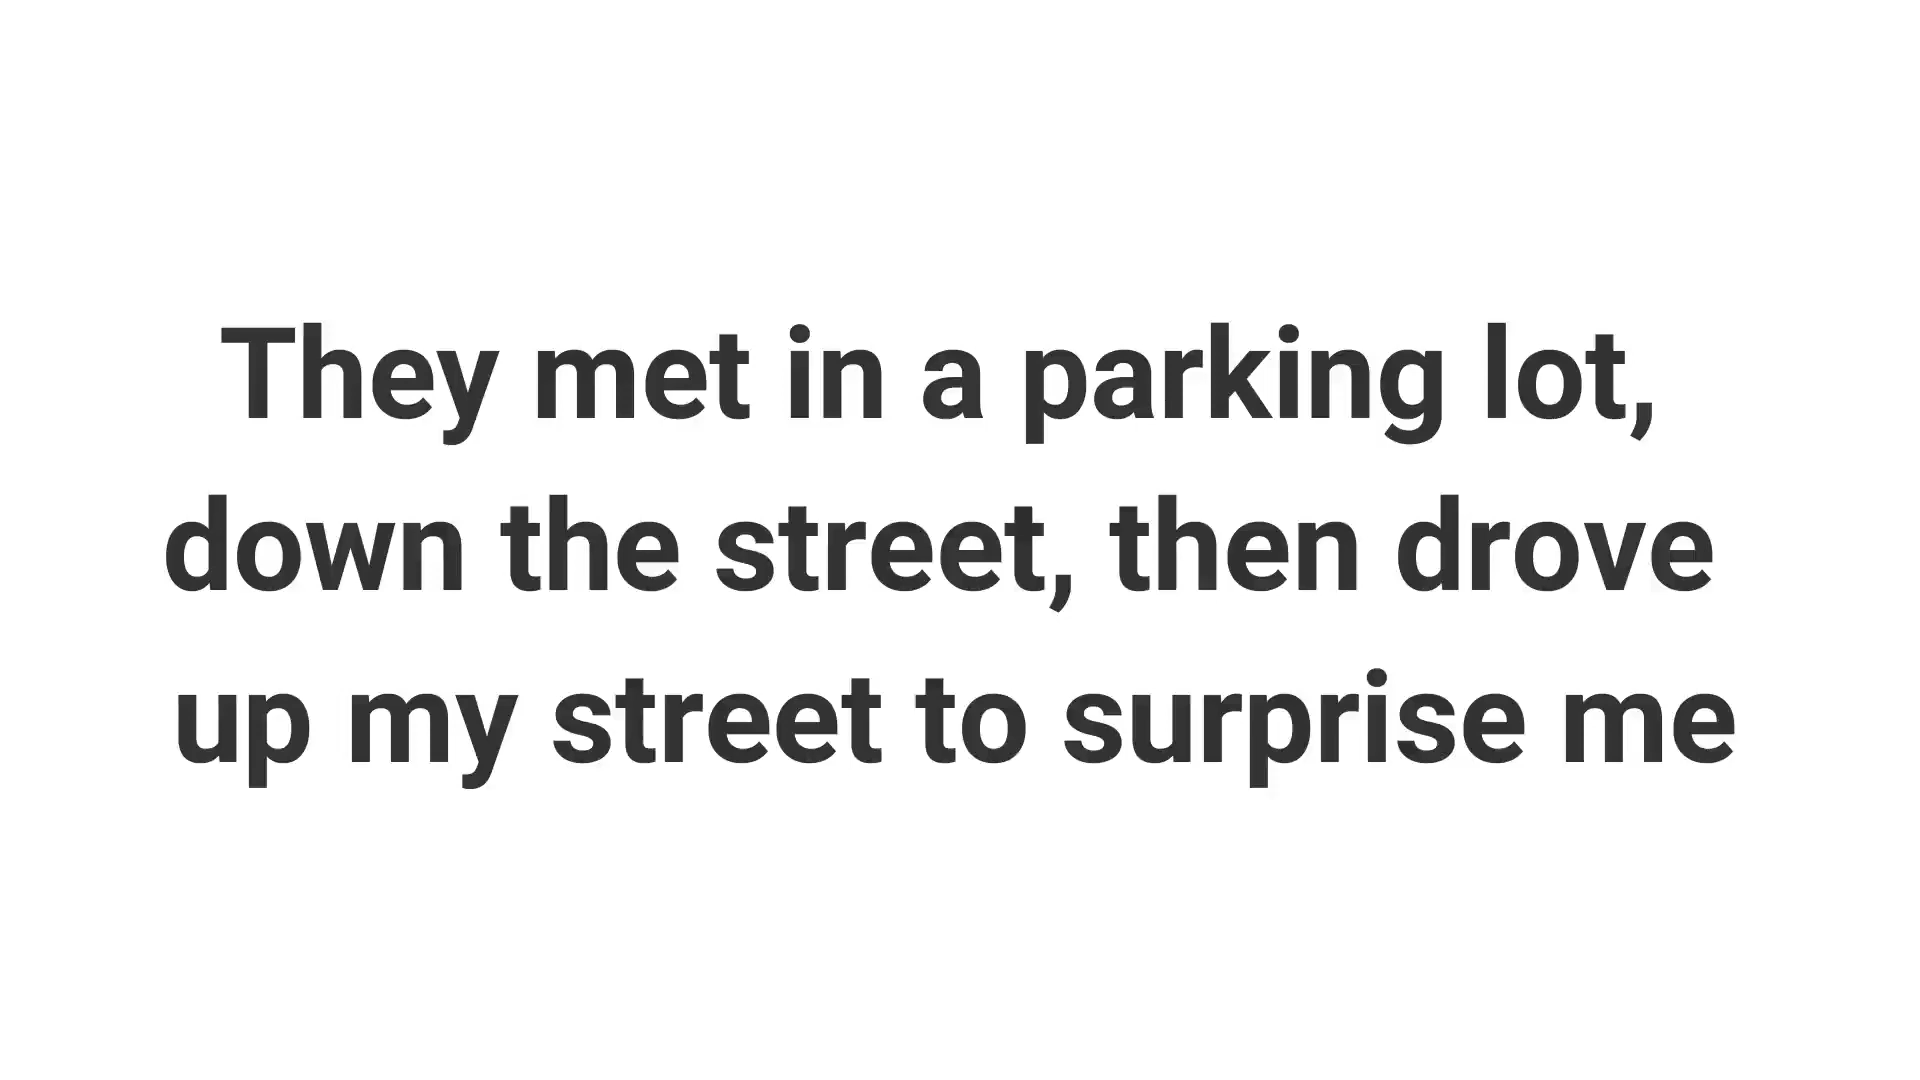 They met in a parking lot,
down the street, then drove
up my street to surprise me